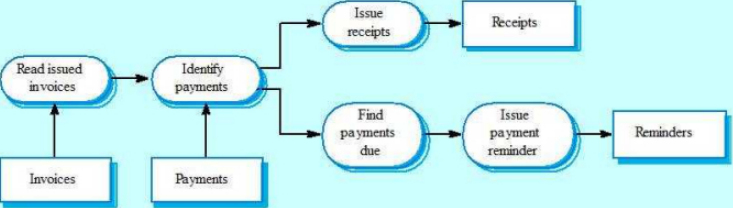 Issue
receipts
Receipts
Read issued
invoices
Identify
payments
Find
payments
due
Issue
payment
reminder
Reminders
Invoices
Payments